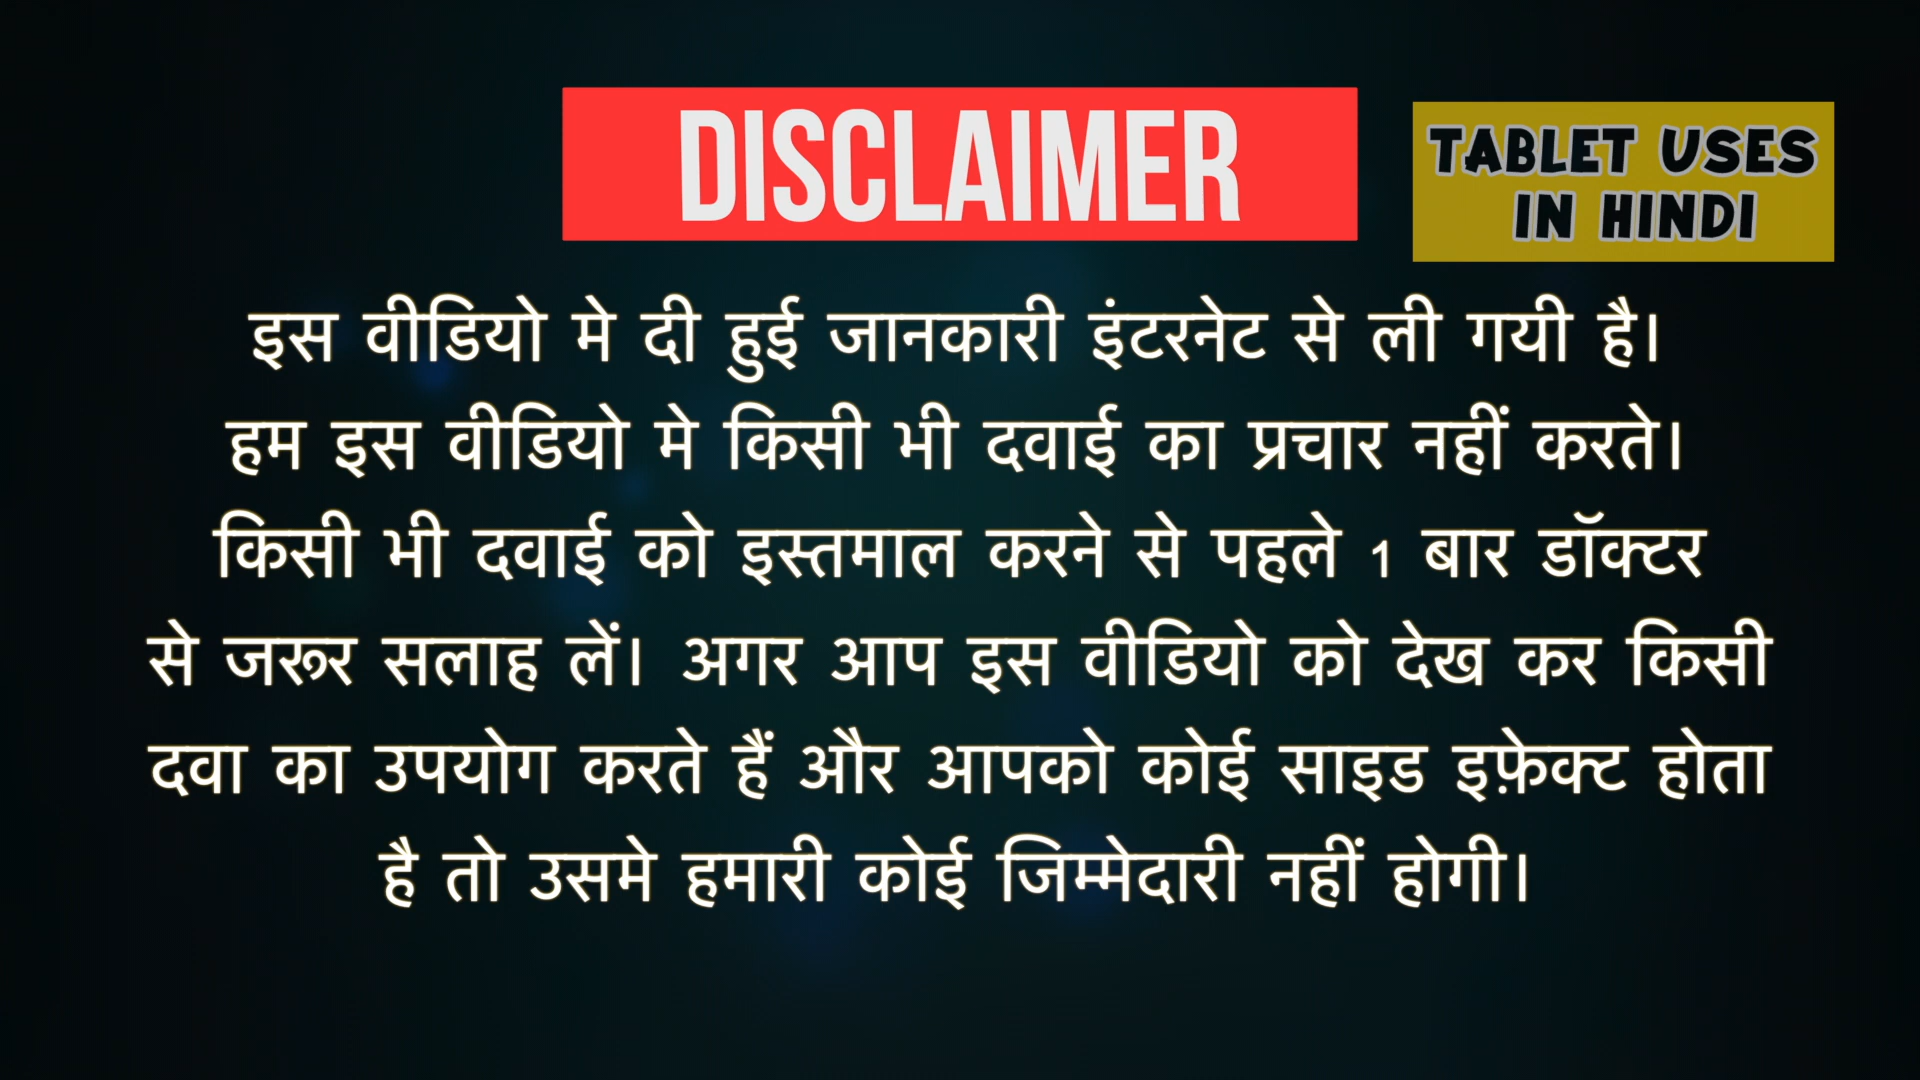 DISCLAIMER
TABLET USES
IN HINDI
इस वीडियो मे दी हुई जानकारी इंटरनेट से ली गयी है।
हम इस वीडियो मे किसी भी दवाई का प्रचार नहीं करते।
किसी भी दवाई को इस्तमाल करने से पहले 1 बार डॉक्टर
से जरूर सलाह लें। अगर आप इस वीडियो को देख कर किसी
दवा का उपयोग करते हैं और आपको कोई साइड इफ़ेक्ट होता
है तो उसमे हमारी कोई जिम्मेदारी नहीं होगी।